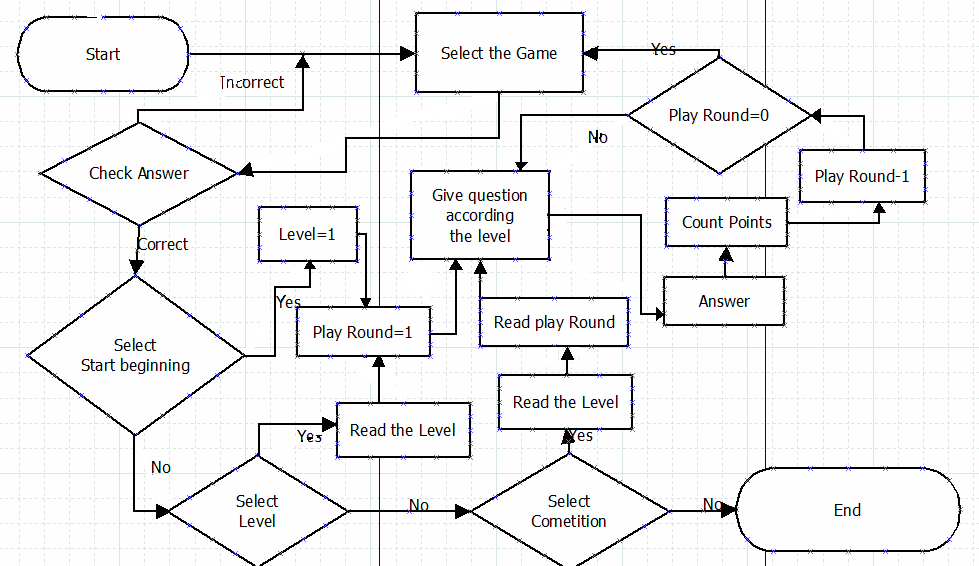 Start
Select the Game
Yes
Play Round=0
Incorrect
No
Check Answer
Play Round-1
Give question
according
the level
Count Points
Level=1
Correct
Answer
Yes
Play Round=1
Read play Round
Select
Start beginning
Read the Level
Yes
Read the Level
Yes
No
Select
Level
No
Select
Cometition
No
End